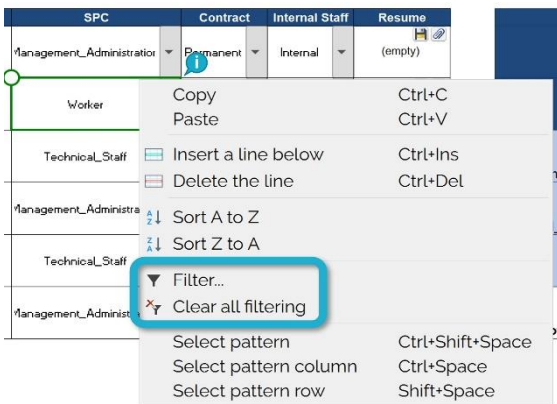 SPC Contract Internal Staff Resume
Management_Administration Permanent Internal (empty)
Worker
Copy Ctrl+C
Paste Ctrl+V
Technical_Staff
Insert a line below Ctrl+Ins
Delete the line Ctrl+Del
Management_Administra
Sort A to Z
Sort Z to A
Technical_Staff
Filter...
Clear all filtering
Management_Administ
Select pattern Ctrl+Shift+Space
Select pattern column Ctrl+Space
Select pattern row Shift+Space